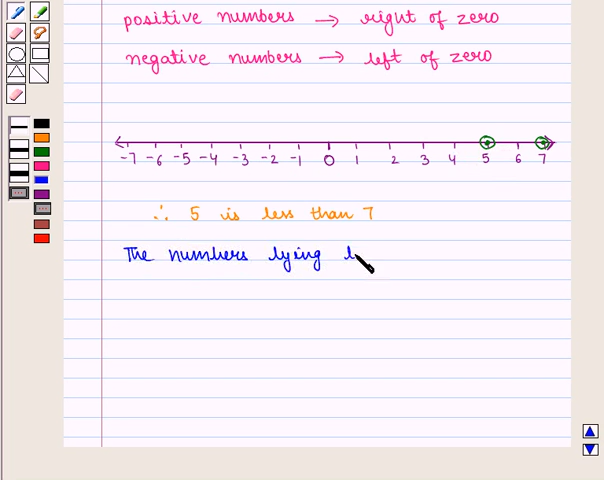 positive numbers → right of zero
negative numbers → left of zero
-7 -6 -5 -4 -3 -2 -1 0 1 2 3 4 5 6 7
∴ 5 is less than 7
The numbers lying